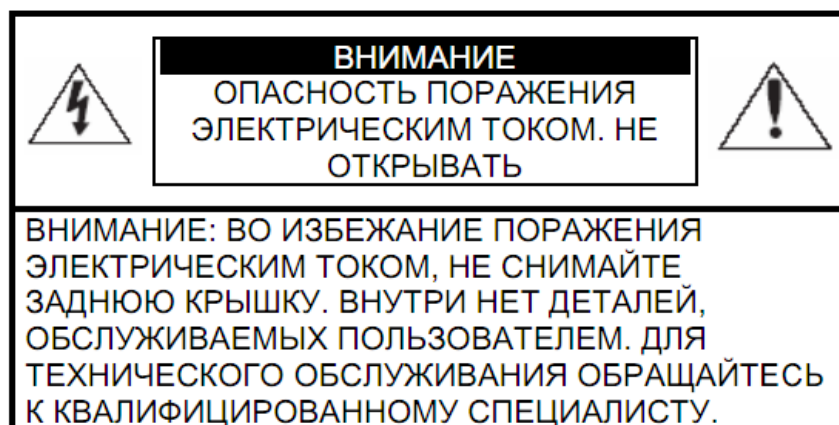 ВНИМАНИЕ
ОПАСНОСТЬ ПОРАЖЕНИЯ
ЭЛЕКТРИЧЕСКИМ ТОКОМ. НЕ
ОТКРЫВАТЬ
ВНИМАНИЕ: ВО ИЗБЕЖАНИЕ ПОРАЖЕНИЯ
ЭЛЕКТРИЧЕСКИМ ТОКОМ, НЕ СНИМАЙТЕ
ЗАДНЮЮ КРЫШКУ. ВНУТРИ НЕТ ДЕТАЛЕЙ,
ОБСЛУЖИВАЕМЫХ ПОЛЬЗОВАТЕЛЕМ. ДЛЯ
ТЕХНИЧЕСКОГО ОБСЛУЖИВАНИЯ ОБРАЩАЙТЕСЬ
К КВАЛИФИЦИРОВАННОМУ СПЕЦИАЛИСТУ.